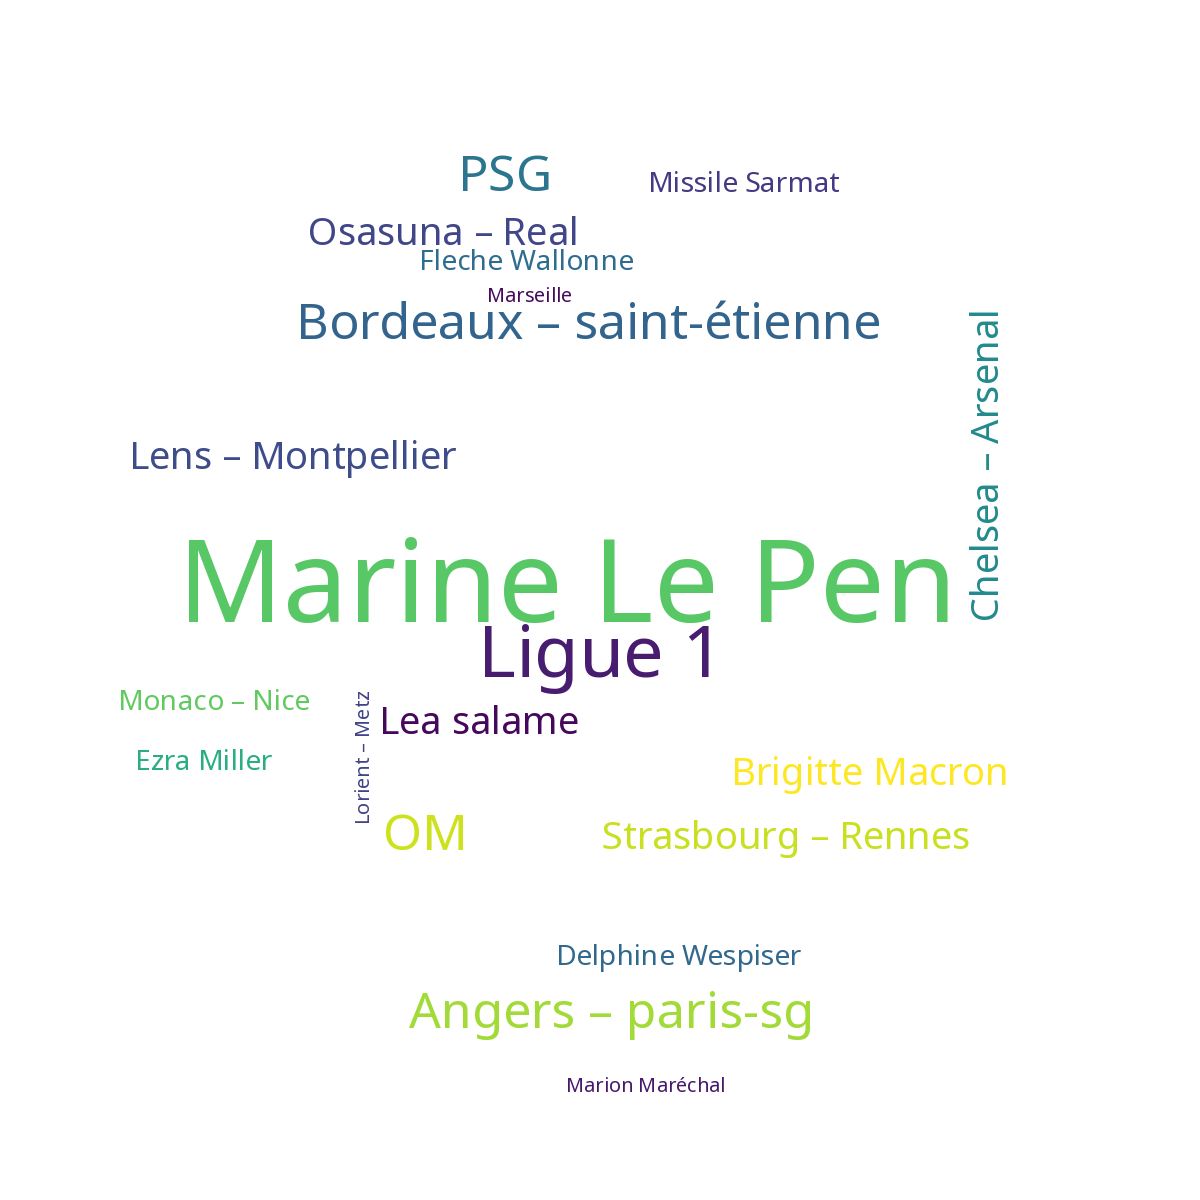 PSG
Missile Sarmat
Osasuna – Real
Fleche Wallonne
Marseille
Bordeaux – saint-étienne
Chelsea – Arsenal
Lens – Montpellier
Marine Le Pen
Ligue 1
Monaco – Nice
Lorient – Metz
Lea salame
Ezra Miller
Brigitte Macron
OM
Strasbourg – Rennes
Delphine Wespiser
Angers – paris-sg
Marion Maréchal